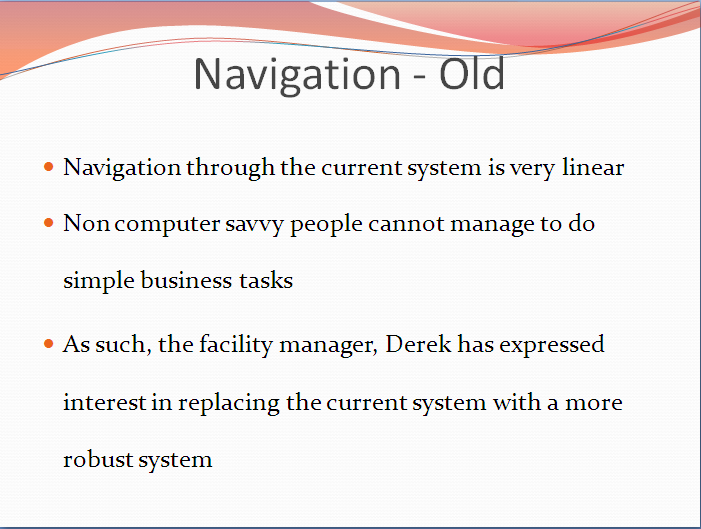 Navigation - Old
Navigation through the current system is very linear
Non computer savvy people cannot manage to do
simple business tasks
As such, the facility manager, Derek has expressed
interest in replacing the current system with a more
robust system